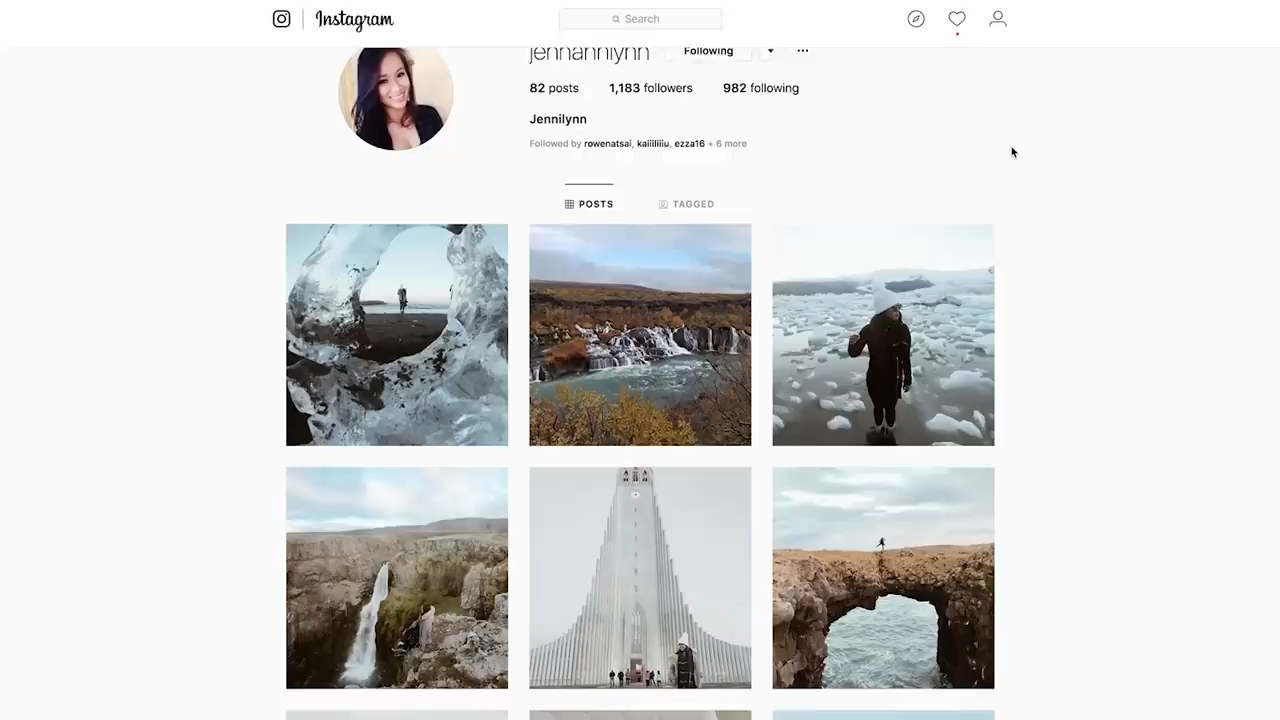 Instagram
Search
jennannlynn Following
82 posts 1,183 followers 982 following
Jennilynn
Followed by rowenatsai, kaiiiliiiu, ezza16 + 6 more
POSTS TAGGED